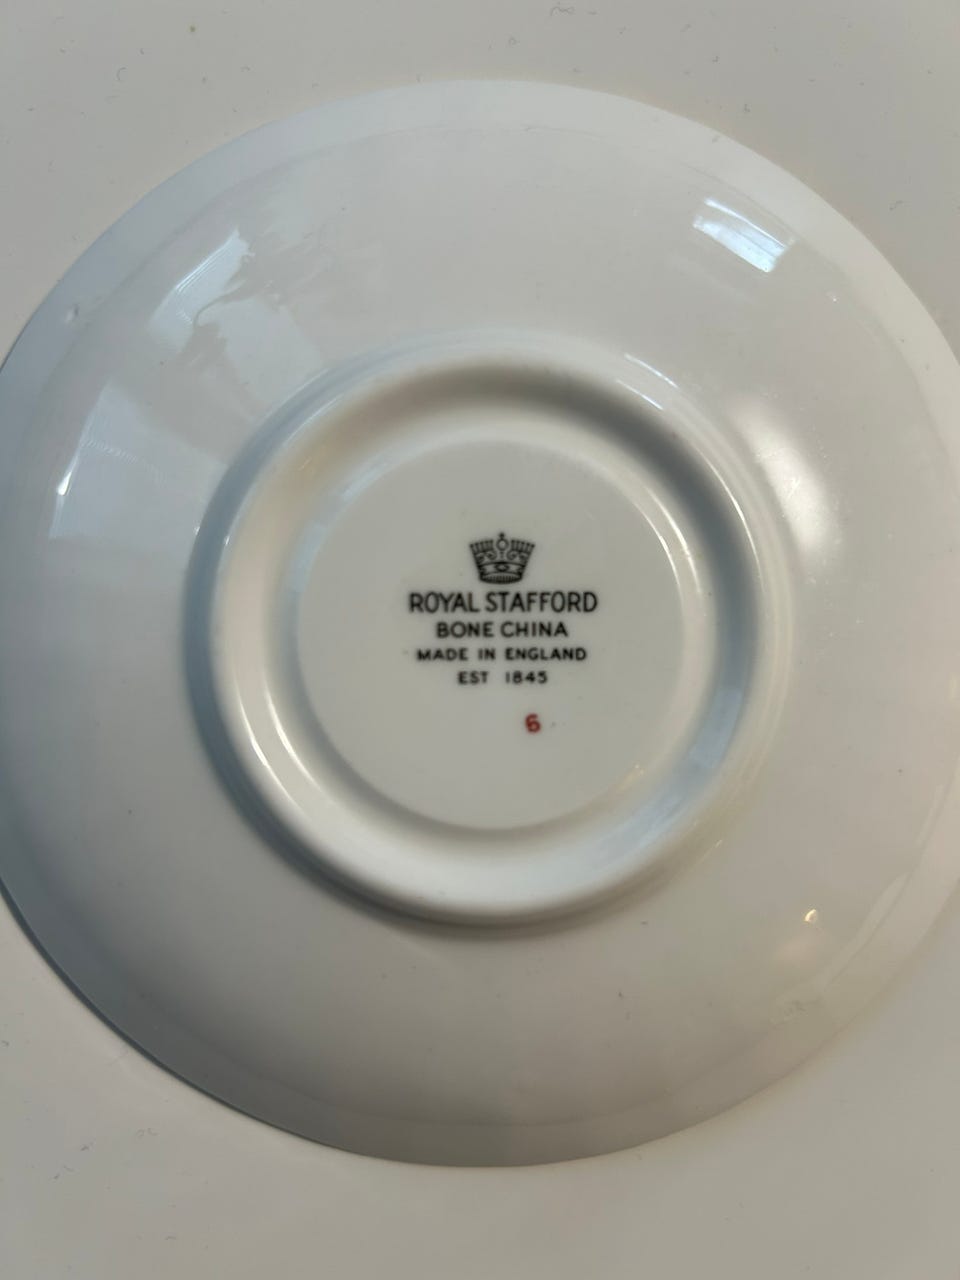 ROYAL STAFFORD
BONE CHINA
MADE IN ENGLAND
EST 1845
6